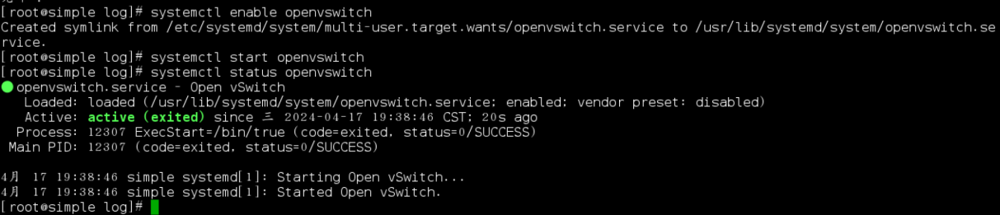 [root@simple log]# systemctl enable openvswitch
Created symlink from /etc/systemd/system/multi-user.target.wants/openvswitch.service to /usr/lib/systemd/system/openvswitch.se
rvice.
[root@simple log]# systemctl start openvswitch
[root@simple log]# systemctl status openvswitch
●openvswitch.service - Open vSwitch
Loaded: loaded (/usr/lib/systemd/system/openvswitch.service; enabled; vendor preset: disabled)
Active: active (exited) since 三 2024-04-17 19:38:46 CST; 20s ago
Process: 12307 ExecStart=/bin/true (code=exited, status=0/SUCCESS)
Main PID: 12307 (code=exited, status=0/SUCCESS)
4月 17 19:38:46 simple systemd[1]: Starting Open vSwitch...
4月 17 19:38:46 simple systemd[1]: Started Open vSwitch.
[root@simple log]#